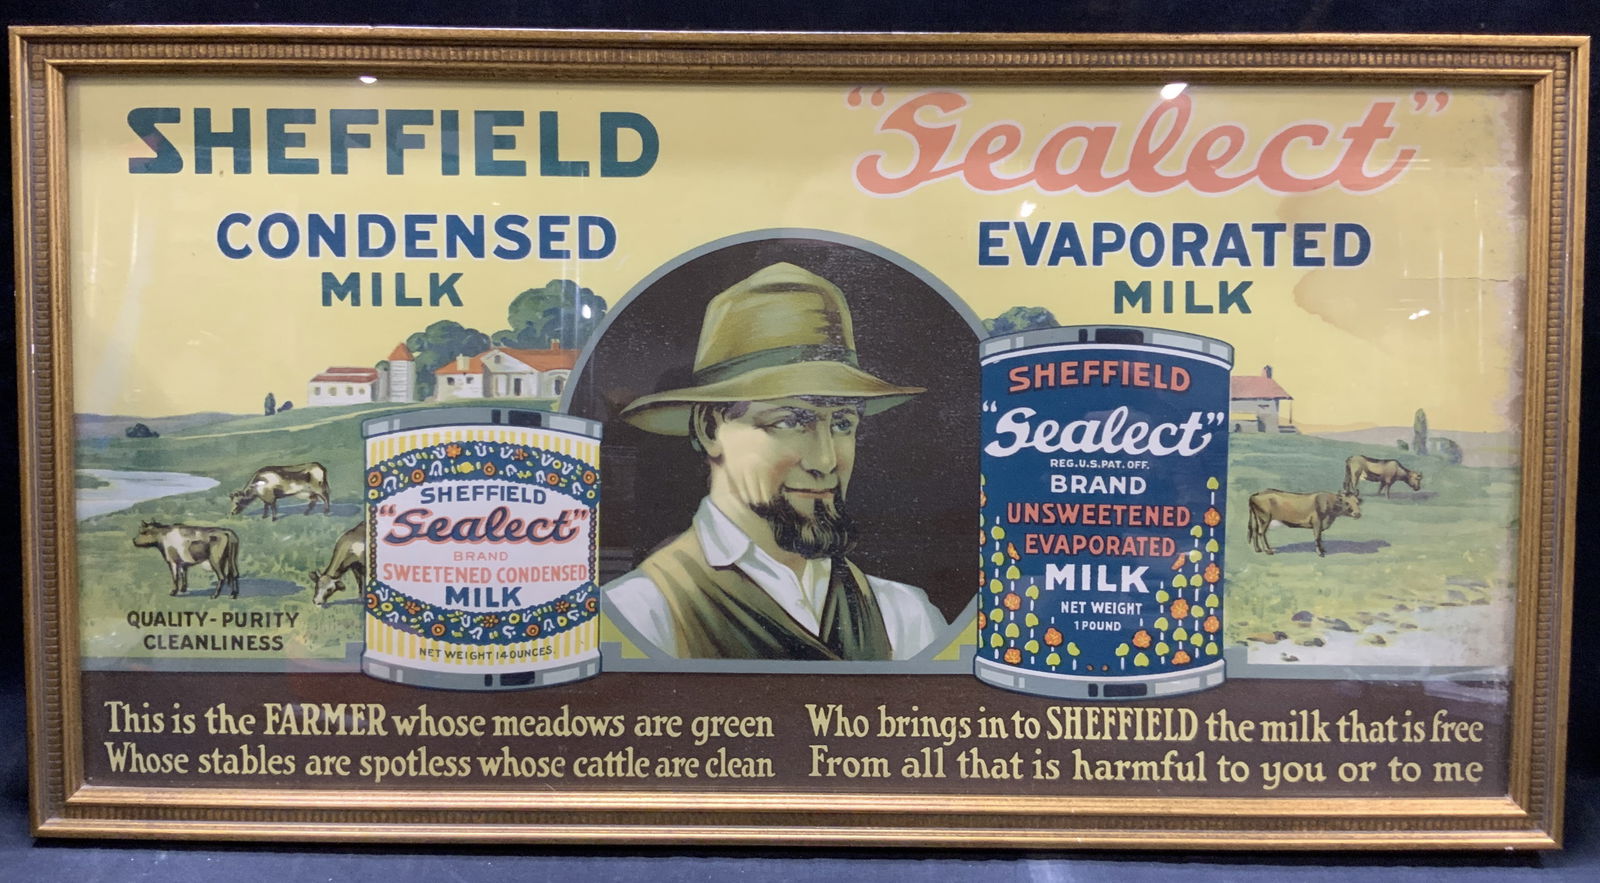 SHEFFIELD
CONDENSED
MILK
"Sealect"
EVAPORATED
MILK
SHEFFIELD
"Sealect"
BRAND
SWEETENED CONDENSED
MILK
NET WEIGHT 14 OUNCES.
SHEFFIELD
"Sealect"
REG.U.S.PAT.OFF.
BRAND
UNSWEETENED
EVAPORATED
MILK
NET WEIGHT
1 POUND
QUALITY-PURITY
CLEANLINESS
This is the FARMER whose meadows are green
Whose stables are spotless whose cattle are clean
Who brings in to SHEFFIELD the milk that is free
From all that is harmful to you or to me